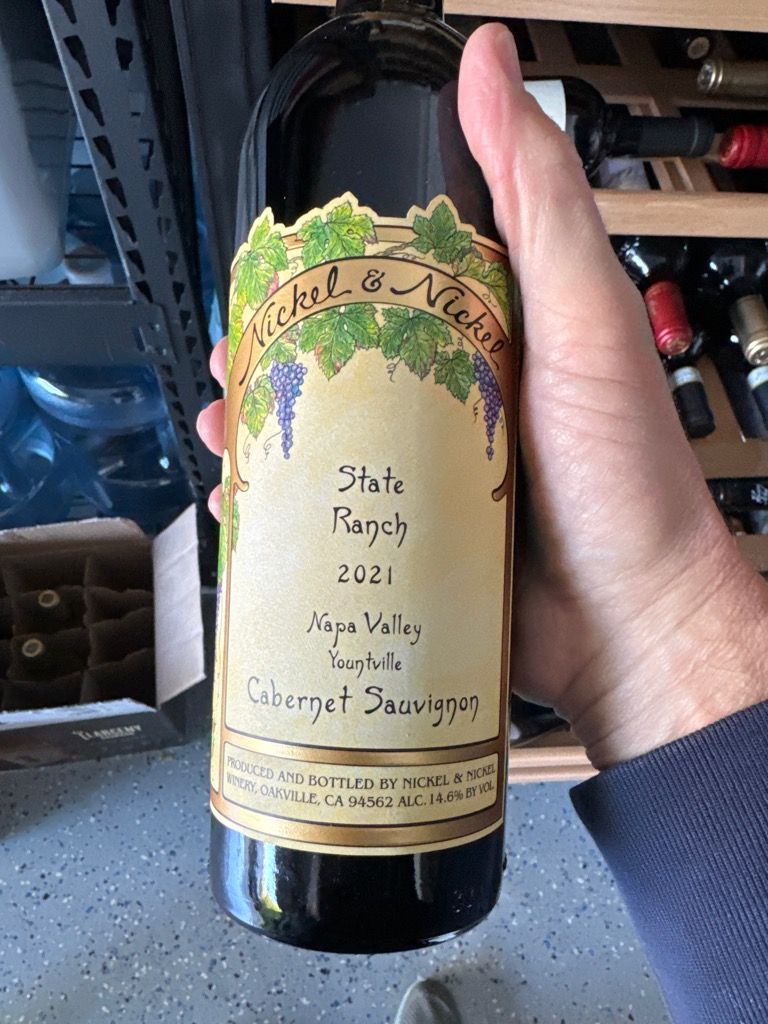 Nickel & Nickel
State
Ranch
2021
Napa Valley
Yountville
Cabernet Sauvignon
PRODUCED AND BOTTLED BY NICKEL & NICKEL
WINERY, OAKVILLE, CA 94562 ALC. 14.6% BY VOL